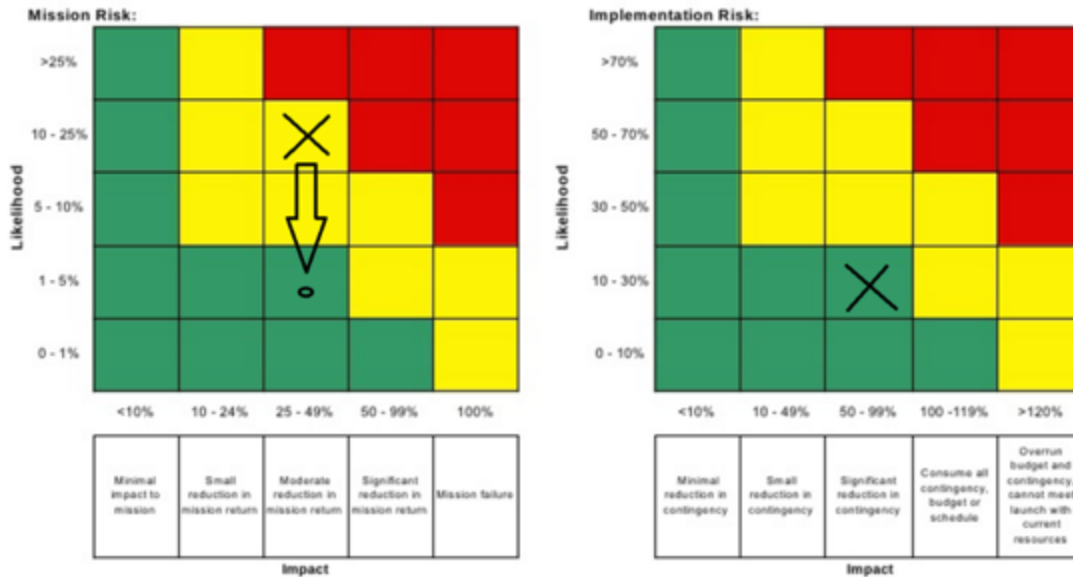 Mission Risk:
>25%
10 - 25%
5 - 10%
1 - 5%
0 - 1%
Likelihood
<10%
10 - 24%
25 - 49%
50 - 99%
100%
Minimal
impact to
mission
Small
reduction in
mission return
Moderate
reduction in
mission return
Significant
reduction in
mission return
Mission failure
Impact
Implementation Risk:
>70%
50 - 70%
30 - 50%
10 - 30%
0 - 10%
Likelihood
<10%
10 - 49%
50 - 99%
100 -119%
>120%
Minimal
reduction in
contingency
Small
reduction in
contingency
Significant
reduction in
contingency
Consume all
contingency,
budget or
schedule
Overrun
budget and
contingency,
cannot meet
launch with
current
resources
Impact